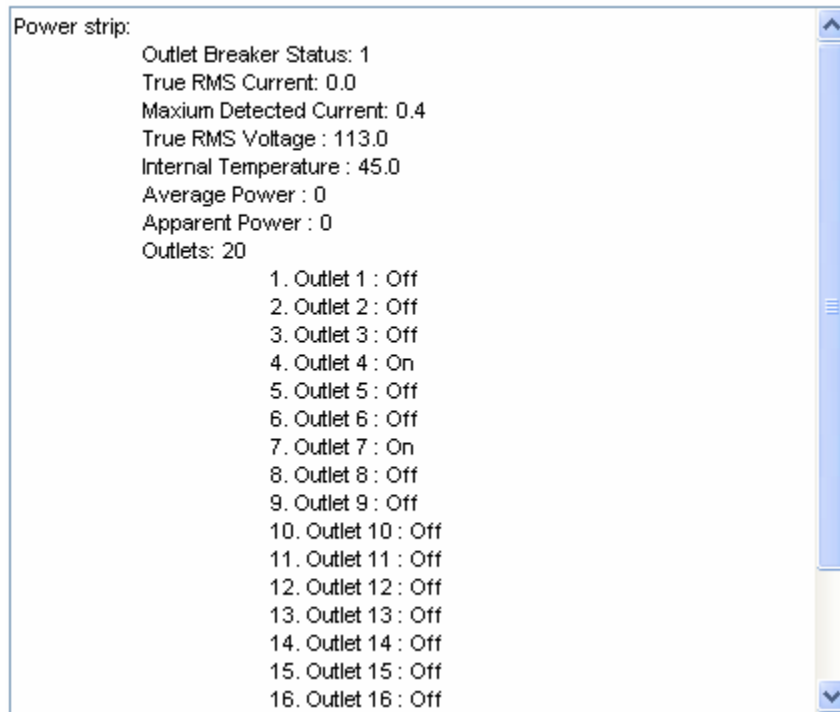 Power strip:
Outlet Breaker Status: 1
True RMS Current: 0.0
Maxium Detected Current: 0.4
True RMS Voltage : 113.0
Internal Temperature : 45.0
Average Power : 0
Apparent Power : 0
Outlets: 20
1. Outlet 1 : Off
2. Outlet 2 : Off
3. Outlet 3 : Off
4. Outlet 4 : On
5. Outlet 5 : Off
6. Outlet 6 : Off
7. Outlet 7 : On
8. Outlet 8 : Off
9. Outlet 9 : Off
10. Outlet 10 : Off
11. Outlet 11 : Off
12. Outlet 12 : Off
13. Outlet 13 : Off
14. Outlet 14 : Off
15. Outlet 15 : Off
16. Outlet 16 : Off